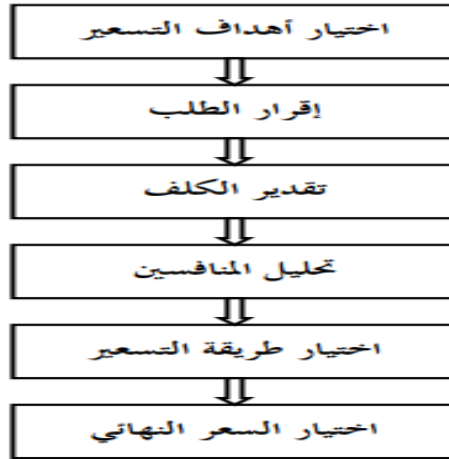 اختيار أهداف التسعير
إقرار الطلب
تقدير الكلف
تحليل المنافسين
اختيار طريقة التسعير
اختيار السعر النهائي